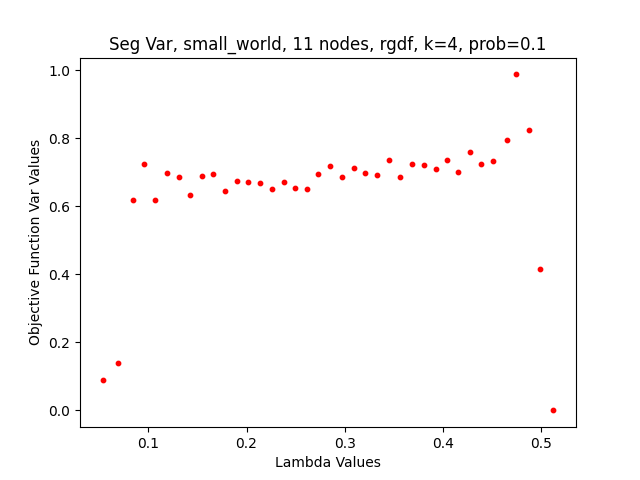 Seg Var, small_world, 11 nodes, rgdf, k=4, prob=0.1
1.0
0.8
0.6
0.4
0.2
0.0
Objective Function Var Values
0.1 0.2 0.3 0.4 0.5
Lambda Values